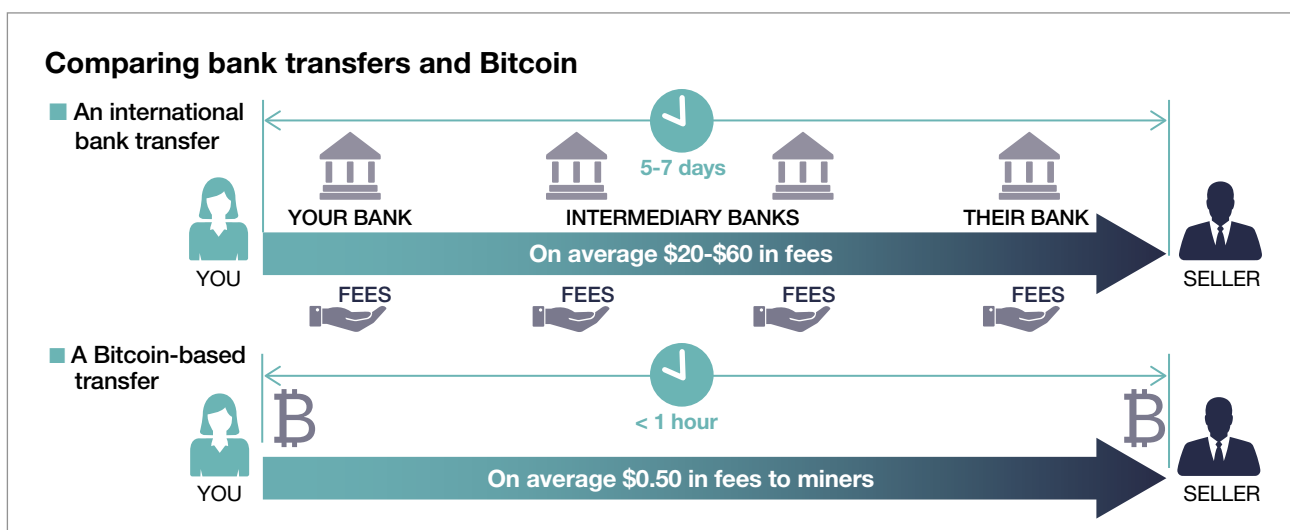 Comparing bank transfers and Bitcoin
An international
bank transfer
5-7 days
YOUR BANK
INTERMEDIARY BANKS
THEIR BANK
On average $20-$60 in fees
YOU
SELLER
FEES
FEES
FEES
FEES
A Bitcoin-based
transfer
< 1 hour
On average $0.50 in fees to miners
YOU
SELLER